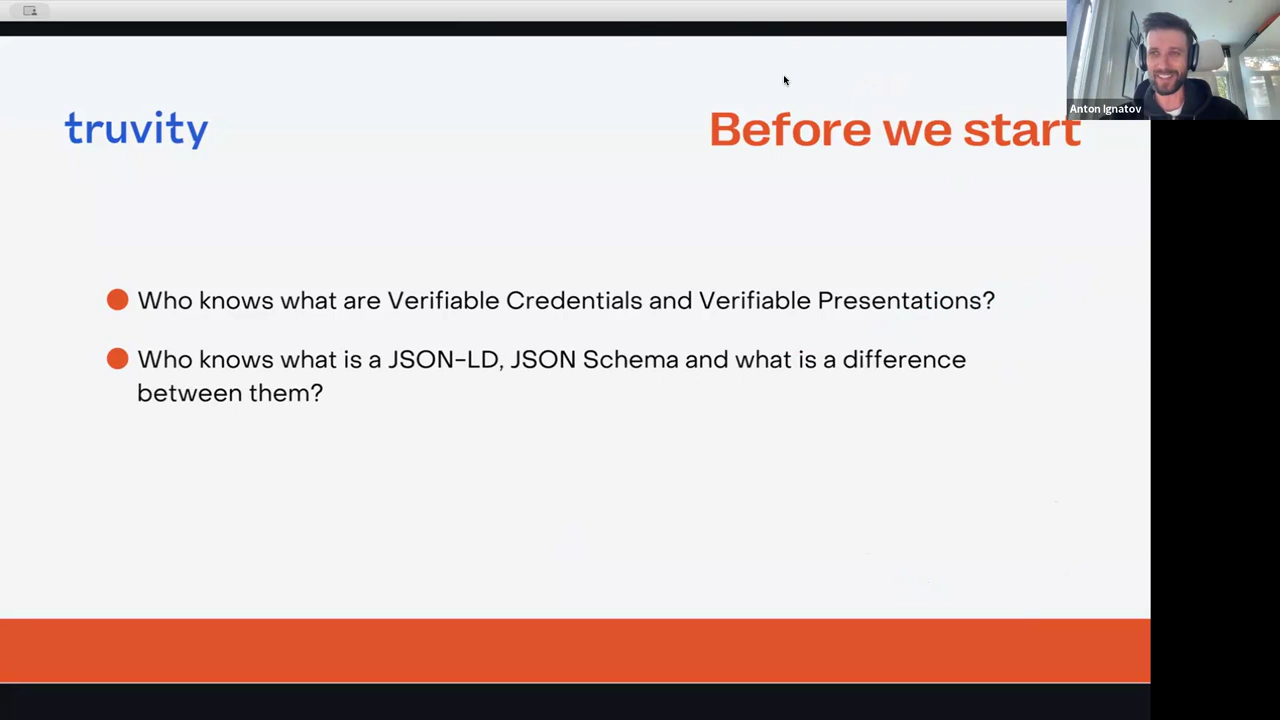 Anton Ignatov
truvity
Before we start
Who knows what are Verifiable Credentials and Verifiable Presentations?
Who knows what is a JSON-LD, JSON Schema and what is a difference
between them?